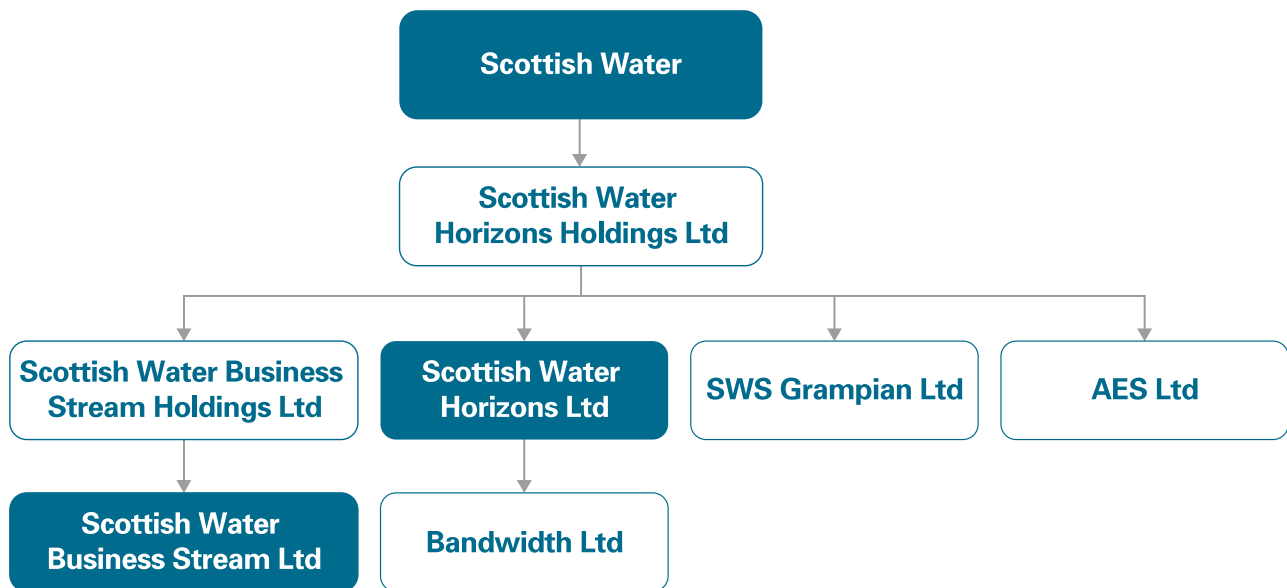 Scottish Water
Scottish Water
Horizons Holdings Ltd
Scottish Water Business
Stream Holdings Ltd
Scottish Water
Horizons Ltd
SWS Grampian Ltd
AES Ltd
Scottish Water
Business Stream Ltd
Bandwidth Ltd